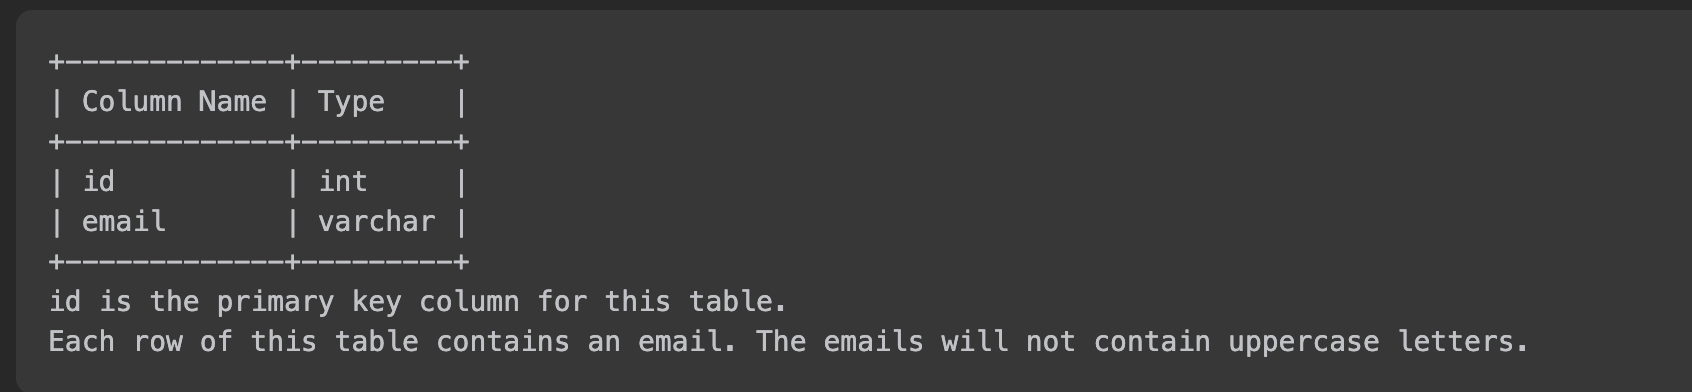 +-------------+---------+
| Column Name | Type    |
+-------------+---------+
| id          | int     |
| email       | varchar |
+-------------+---------+
id is the primary key column for this table.
Each row of this table contains an email. The emails will not contain uppercase letters.